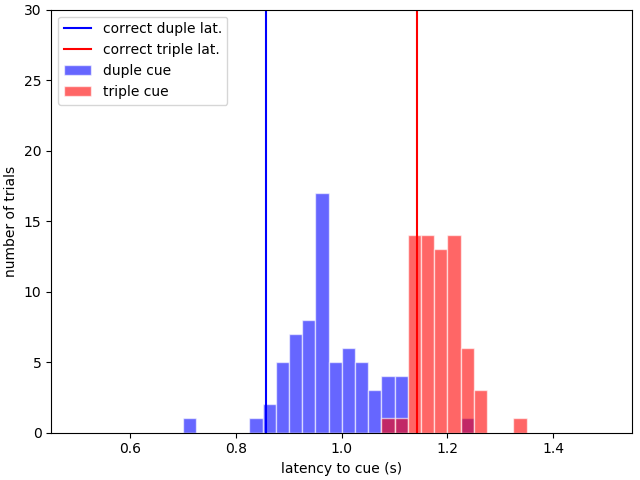 30
25
20
15
10
5
0
number of trials
correct duple lat.
correct triple lat.
duple cue
triple cue
0.6 0.8 1.0 1.2 1.4
latency to cue (s)